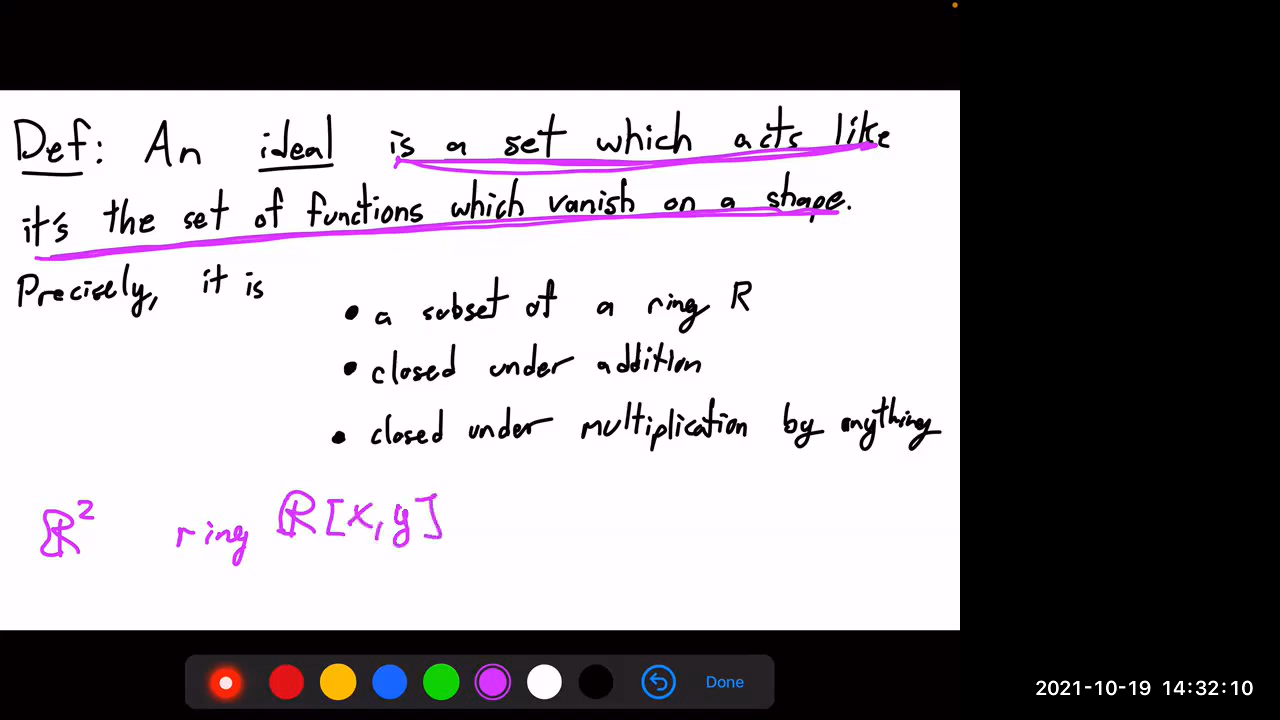 Def: An ideal is a set which acts like
it's the set of functions which vanish on a shape.
Precisely, it is
• a subset of a ring R
• closed under addition
• closed under multiplication by anything
ℝ² ring ℝ[x,y]
Done
2021-10-19 14:32:10